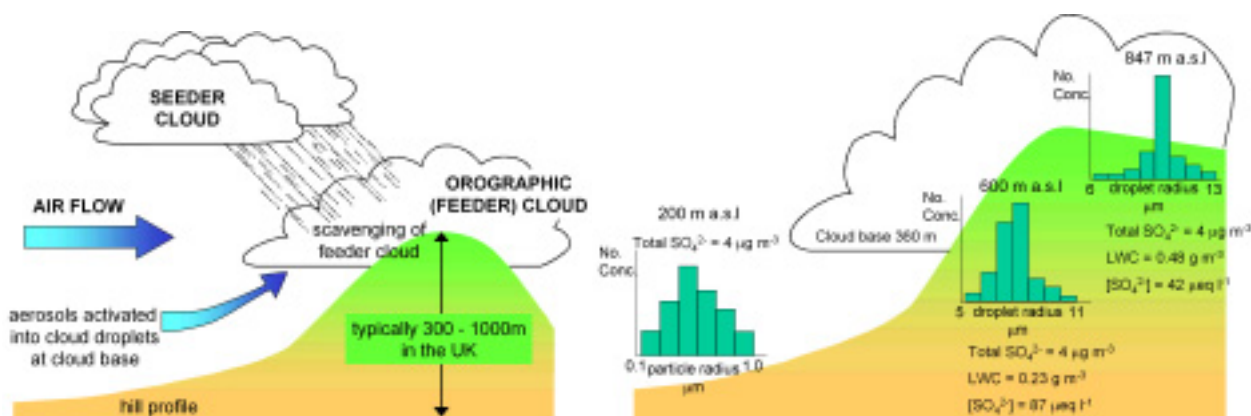 SEEDER
CLOUD
OROGRAPHIC
(FEEDER) CLOUD
AIR FLOW
scavenging of
feeder cloud
aerosols activated
into cloud droplets
at cloud base
typically 300 - 1000m
in the UK
hill profile
200 m a.s.l
Total SO₄²⁻ = 4 μg m⁻³
No.
Conc.
0.1 particle radius 1.0
μm
Cloud base 360 m
600 m a.s.l
No.
Conc.
5 droplet radius 11
μm
Total SO₄²⁻ = 4 μg m⁻³
LWC = 0.23 g m⁻³
[SO₄²⁻] = 87 μeq l⁻¹
847 m a.s.l
No.
Conc.
6 droplet radius 13
μm
Total SO₄²⁻ = 4 μg m⁻³
LWC = 0.48 g m⁻³
[SO₄²⁻] = 42 μeq l⁻¹